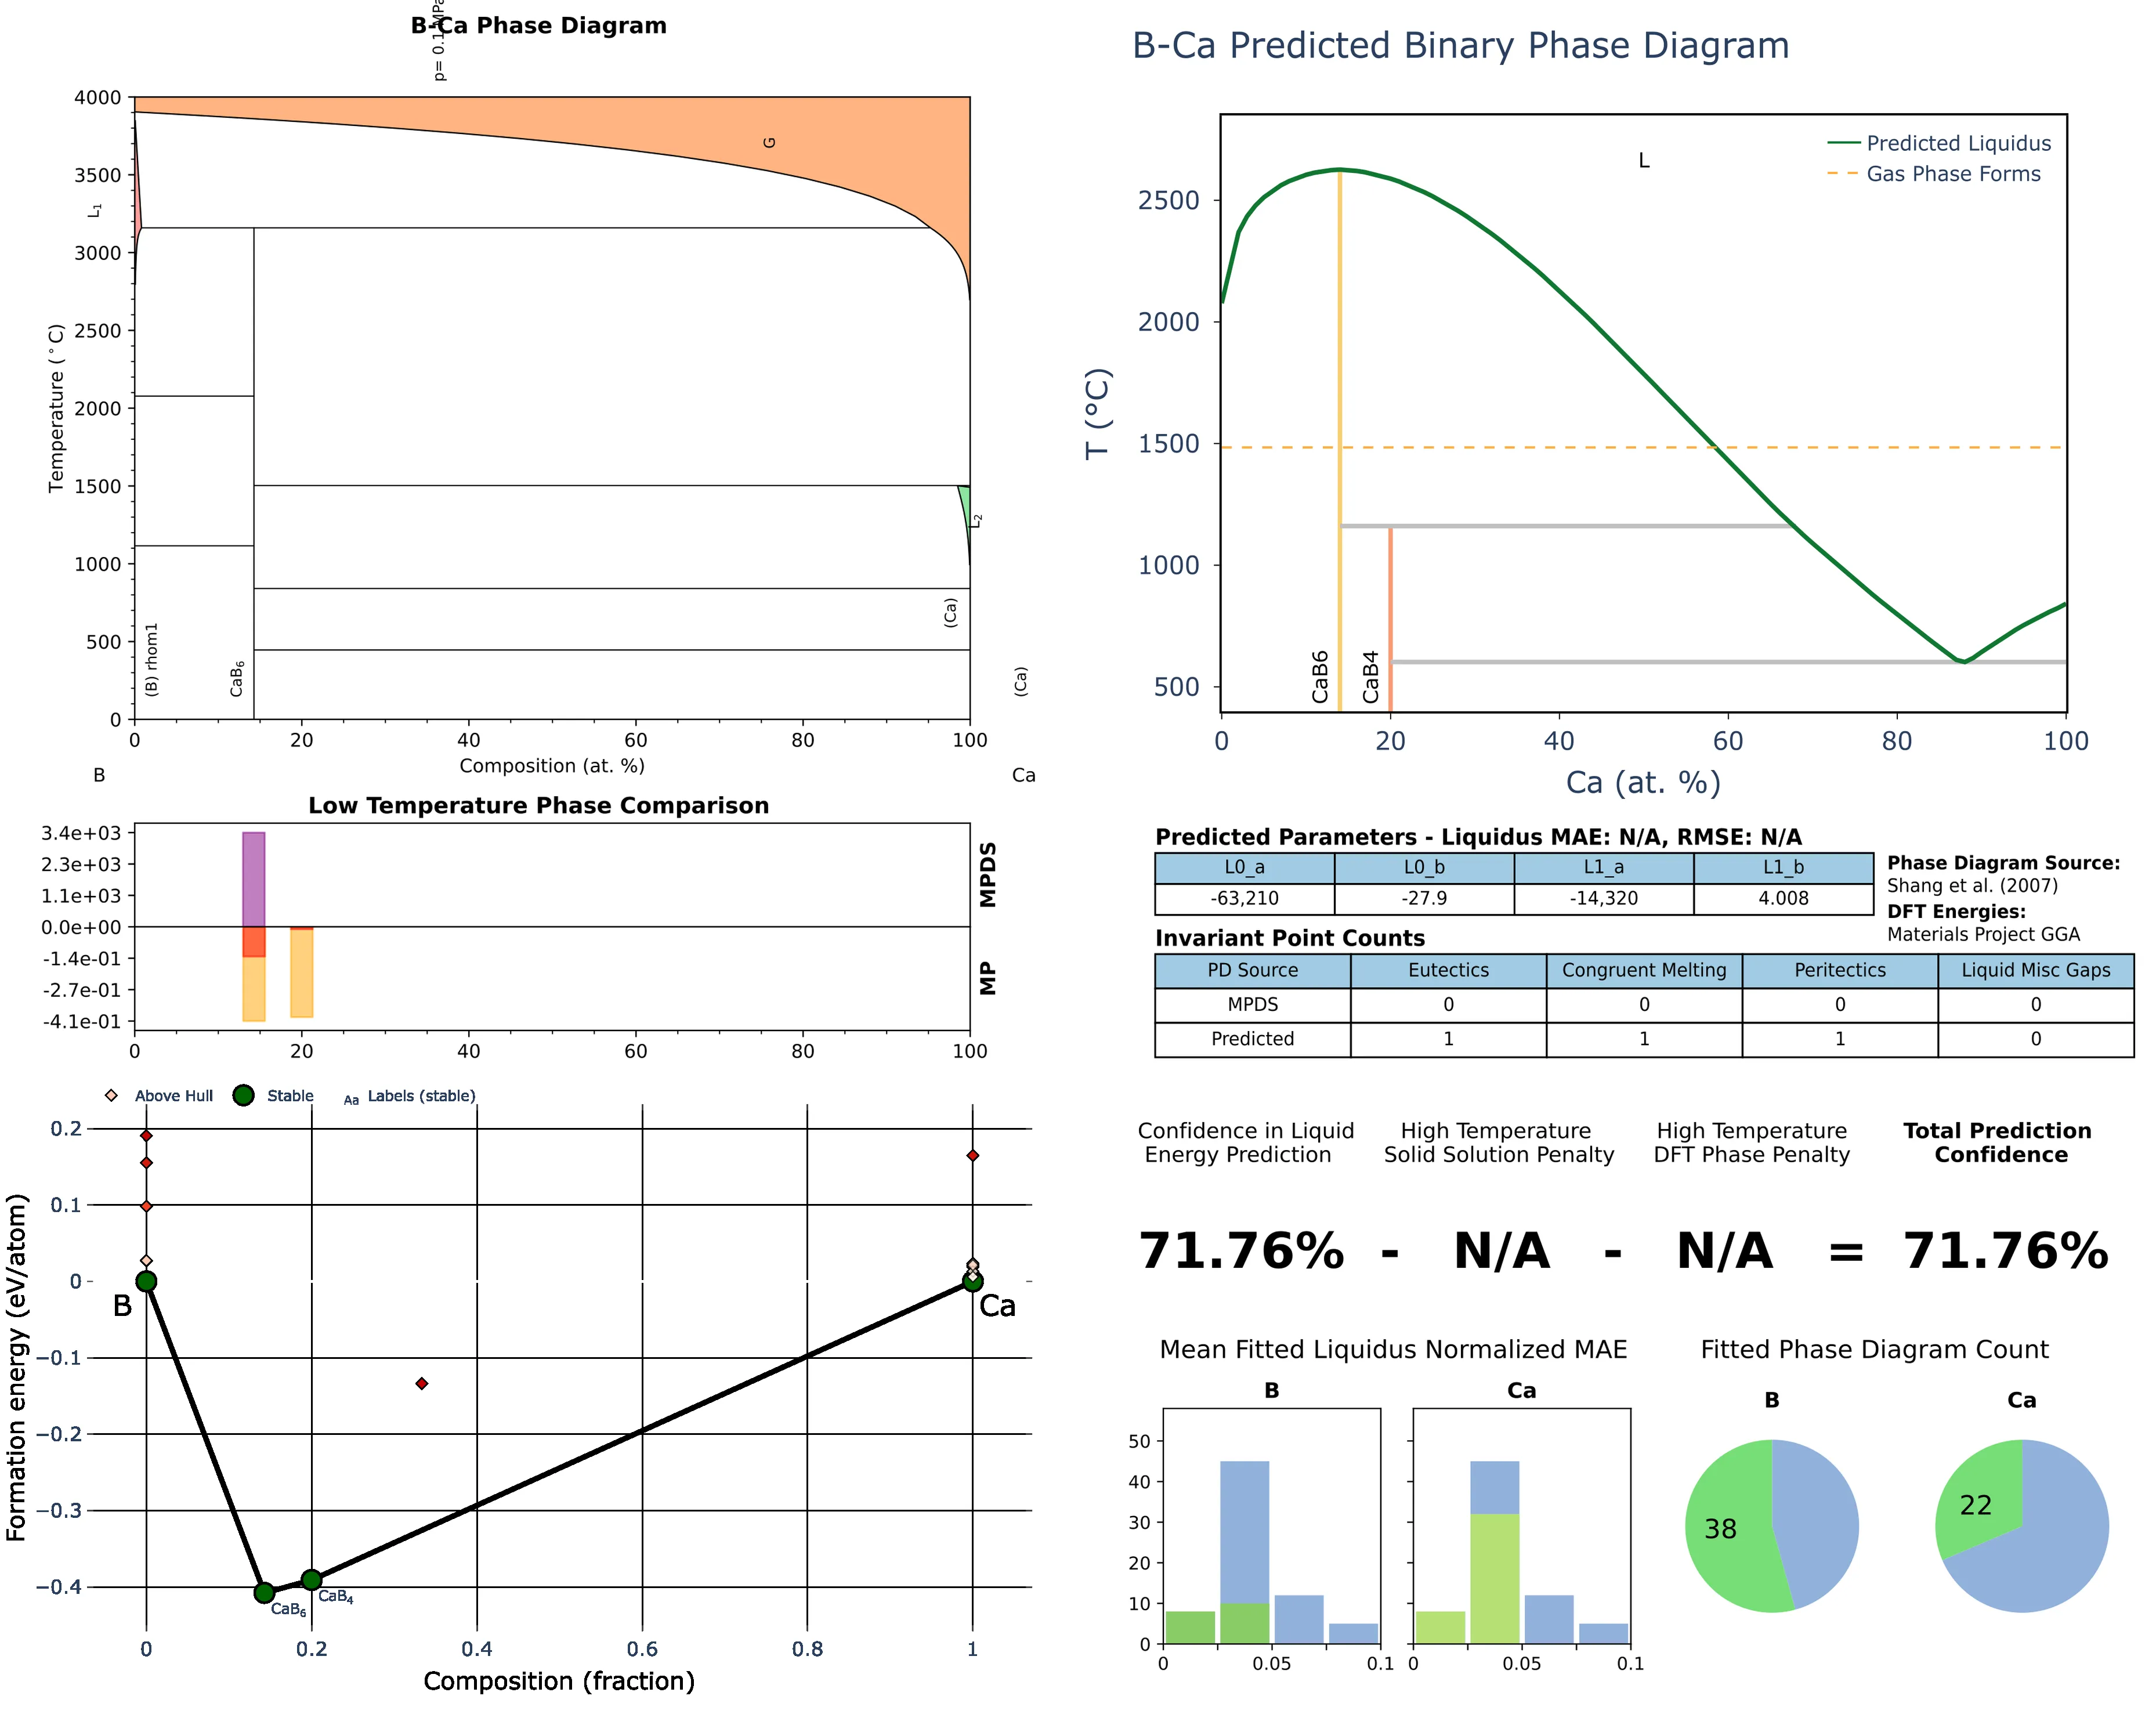 B-Ca Phase Diagram
p= 0.1 MPa
4000
3500
3000
2500
2000
1500
1000
500
0
Temperature (°C)
G
L1
L2
(Ca)
(Ca)
(B) rhom1
CaB6
0 20 40 60 80 100
Composition (at. %)
B Ca
B-Ca Predicted Binary Phase Diagram
Predicted Liquidus
Gas Phase Forms
L
2500
2000
1500
1000
500
T (°C)
CaB6
CaB4
0 20 40 60 80 100
Ca (at. %)
Low Temperature Phase Comparison
3.4e+03
2.3e+03
1.1e+03
0.0e+00
-1.4e-01
-2.7e-01
-4.1e-01
MPDS
MP
0 20 40 60 80 100
Predicted Parameters - Liquidus MAE: N/A, RMSE: N/A
L0_a L0_b L1_a L1_b
-63,210 -27.9 -14,320 4.008
Phase Diagram Source:
Shang et al. (2007)
DFT Energies:
Materials Project GGA
Invariant Point Counts
PD Source Eutectics Congruent Melting Peritectics Liquid Misc Gaps
MPDS 0 0 0 0
Predicted 1 1 1 0
Above Hull Stable Aa Labels (stable)
0.2
0.1
0
−0.1
−0.2
−0.3
−0.4
Formation energy (eV/atom)
B
Ca
CaB6
CaB4
0 0.2 0.4 0.6 0.8 1
Composition (fraction)
Confidence in Liquid
Energy Prediction
High Temperature
Solid Solution Penalty
High Temperature
DFT Phase Penalty
Total Prediction
Confidence
71.76% - N/A - N/A = 71.76%
Mean Fitted Liquidus Normalized MAE
B
Ca
50
40
30
20
10
0
0 0.05 0.1
0 0.05 0.1
Fitted Phase Diagram Count
B
Ca
38
22